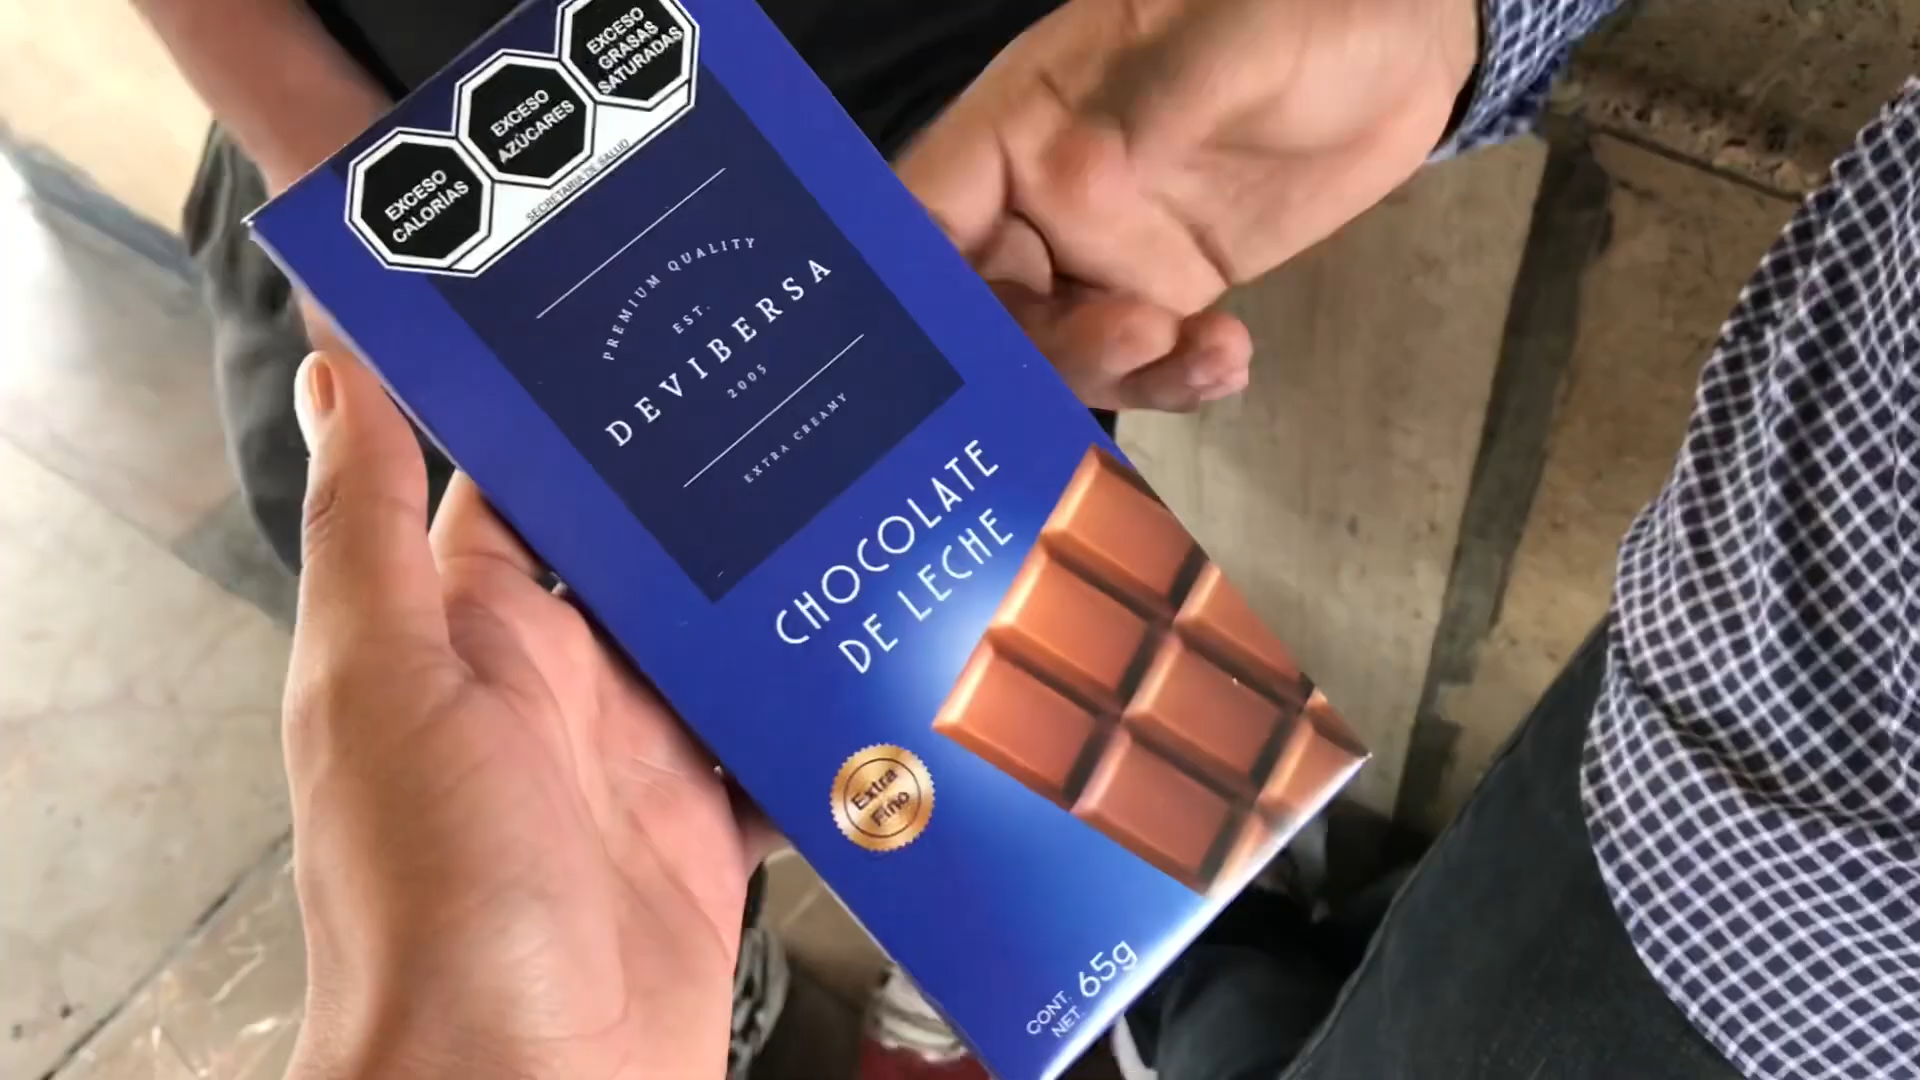 EXCESO
CALORÍAS
EXCESO
AZÚCARES
EXCESO
GRASAS
SATURADAS
SECRETARÍA DE SALUD
PREMIUM QUALITY
EST.
DEVIBERSA
2005
EXTRA CREAMY
CHOCOLATE
DE LECHE
Extra
Fino
CONT.
NET.
65g